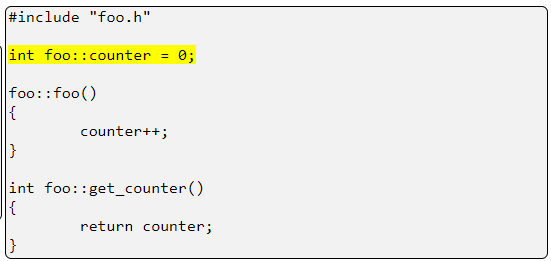 #include "foo.h"
int foo::counter = 0;
foo::foo()
{
counter++;
}
int foo::get_counter()
{
return counter;
}